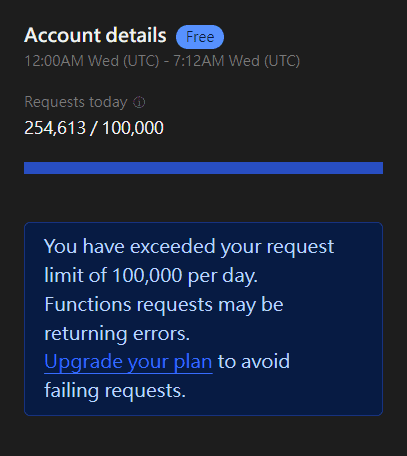 Account details Free
12:00AM Wed (UTC) - 7:12AM Wed (UTC)
Requests today
254,613 / 100,000
You have exceeded your request
limit of 100,000 per day.
Functions requests may be
returning errors.
Upgrade your plan to avoid
failing requests.